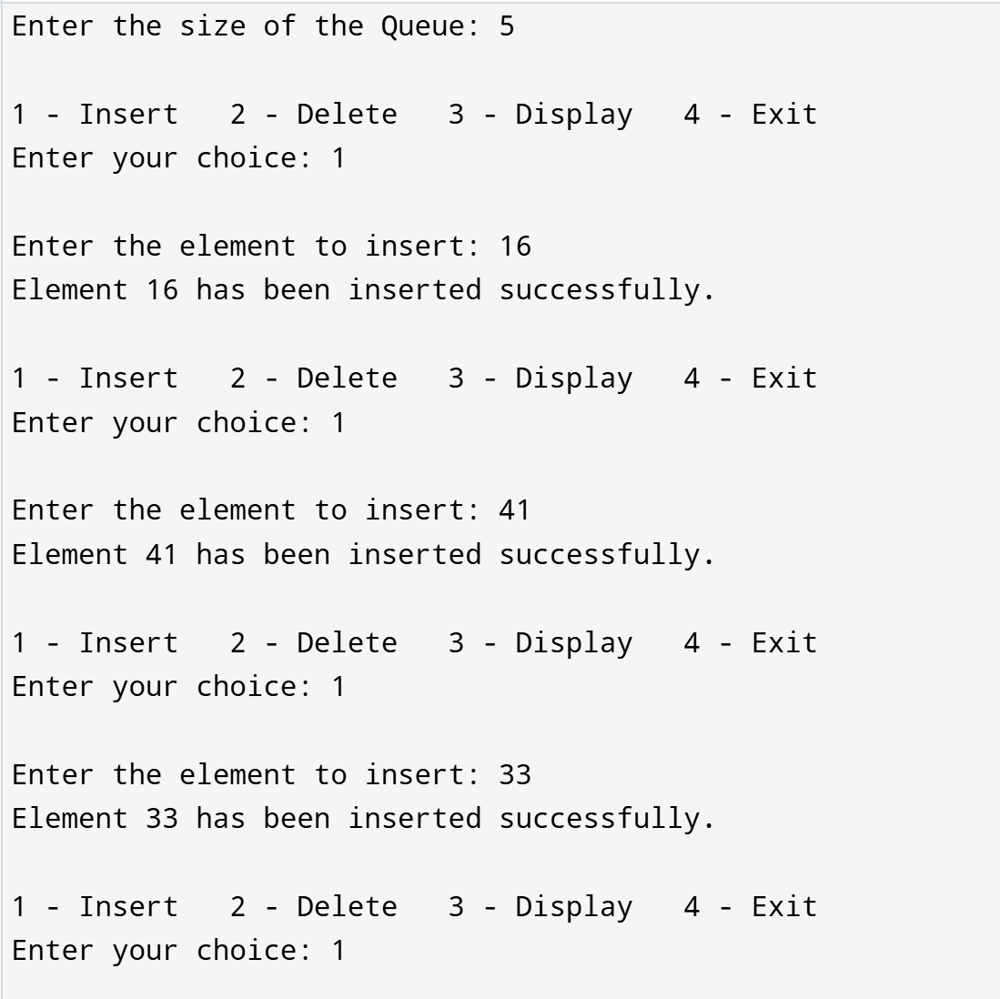 Enter the size of the Queue: 5
1 - Insert   2 - Delete   3 - Display   4 - Exit
Enter your choice: 1
Enter the element to insert: 16
Element 16 has been inserted successfully.
1 - Insert   2 - Delete   3 - Display   4 - Exit
Enter your choice: 1
Enter the element to insert: 41
Element 41 has been inserted successfully.
1 - Insert   2 - Delete   3 - Display   4 - Exit
Enter your choice: 1
Enter the element to insert: 33
Element 33 has been inserted successfully.
1 - Insert   2 - Delete   3 - Display   4 - Exit
Enter your choice: 1